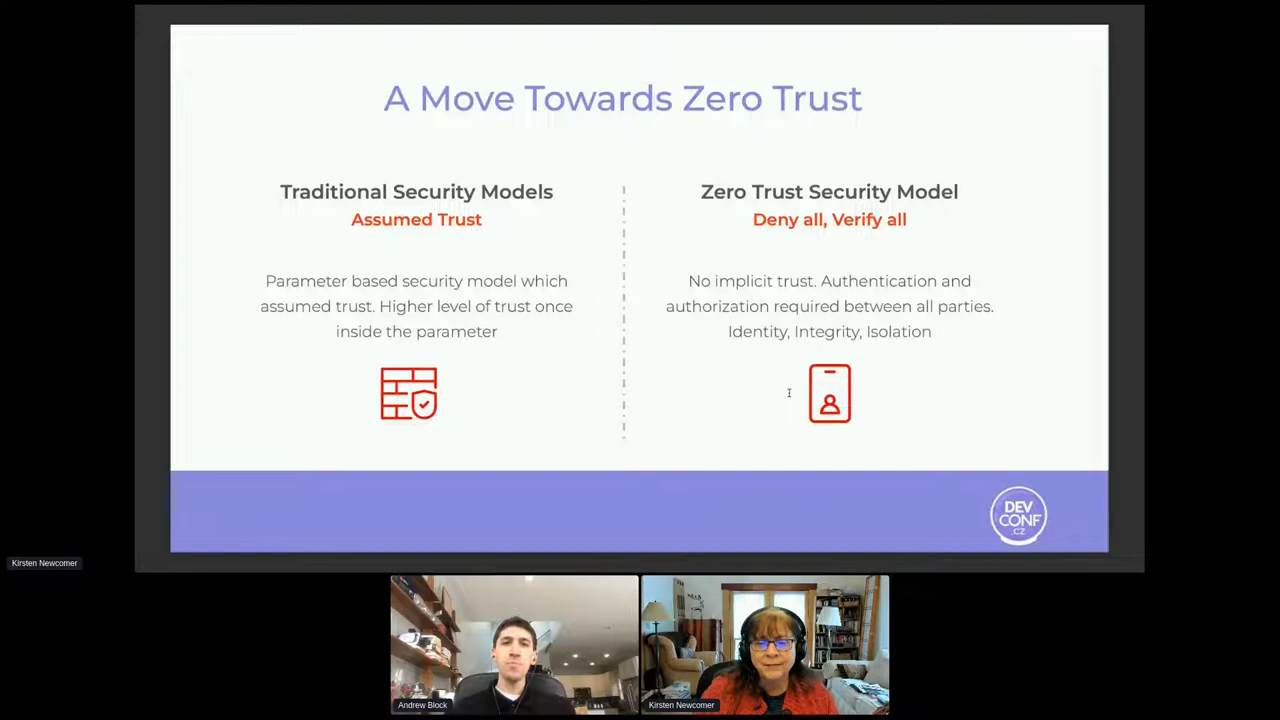 A Move Towards Zero Trust
Traditional Security Models
Assumed Trust
Parameter based security model which
assumed trust. Higher level of trust once
inside the parameter
Zero Trust Security Model
Deny all, Verify all
No implicit trust. Authentication and
authorization required between all parties.
Identity, Integrity, Isolation
DEV
CONF
.CZ
Kirsten Newcomer
Andrew Block
Kirsten Newcomer